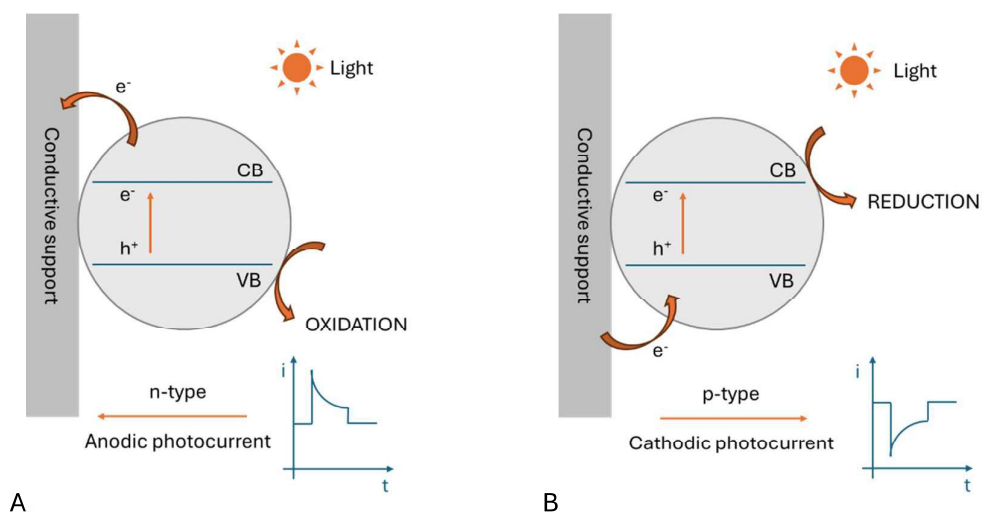 Light
e-
Conductive support
CB
e-
h+
VB
OXIDATION
n-type
Anodic photocurrent
i
t
A
Light
Conductive support
CB
e-
REDUCTION
h+
VB
e-
p-type
Cathodic photocurrent
i
t
B